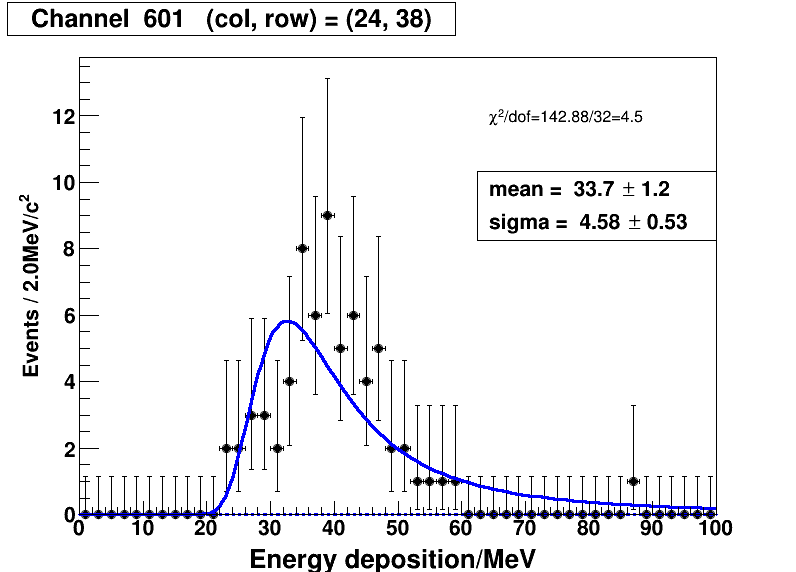 Channel 601 (col, row) = (24, 38)
χ²/dof=142.88/32=4.5
mean = 33.7 ± 1.2
sigma = 4.58 ± 0.53
Events / 2.0MeV/c²
12
10
8
6
4
2
0
0 10 20 30 40 50 60 70 80 90 100
Energy deposition/MeV